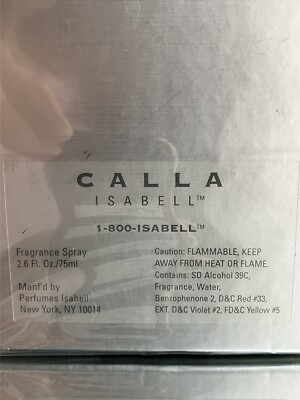 CALLA
ISABELL™
1-800-ISABELL™
Fragrance Spray
2.6 Fl. Oz./75ml
Manf'd by
Perfumes Isabell
New York, NY 10014
Caution: FLAMMABLE, KEEP
AWAY FROM HEAT OR FLAME.
Contains: SD Alcohol 39C,
Fragrance, Water,
Benzophenone 2, D&C Red #33,
EXT. D&C Violet #2, FD&C Yellow #5